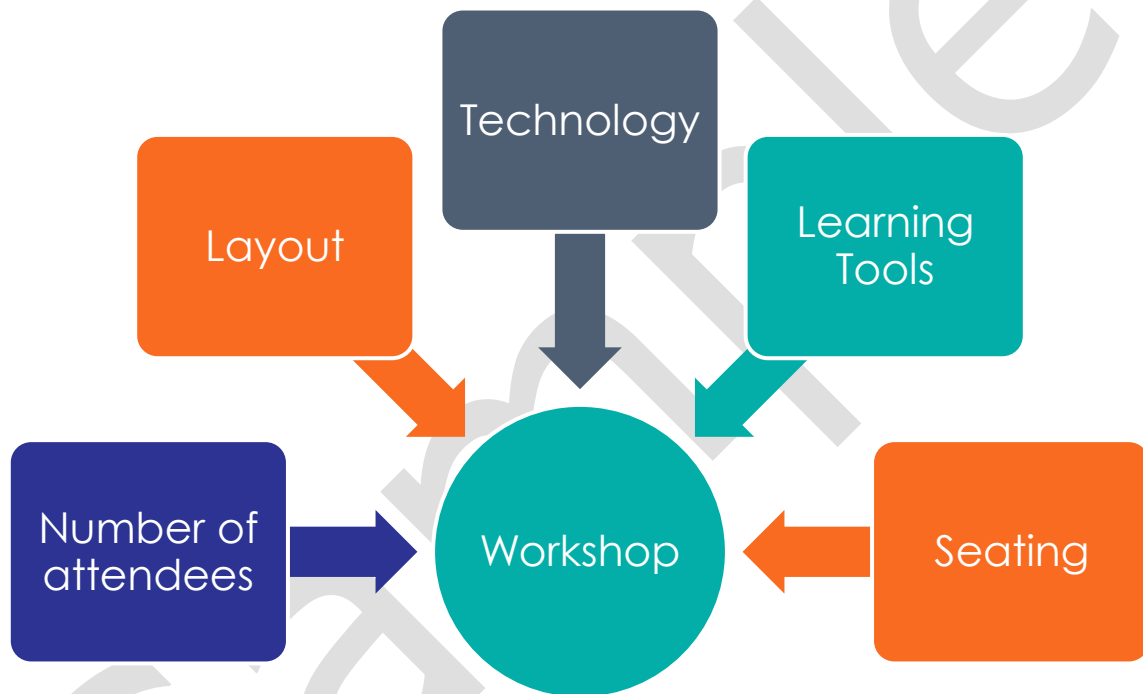 Technology
Layout
Learning
Tools
Number of
attendees
Workshop
Seating